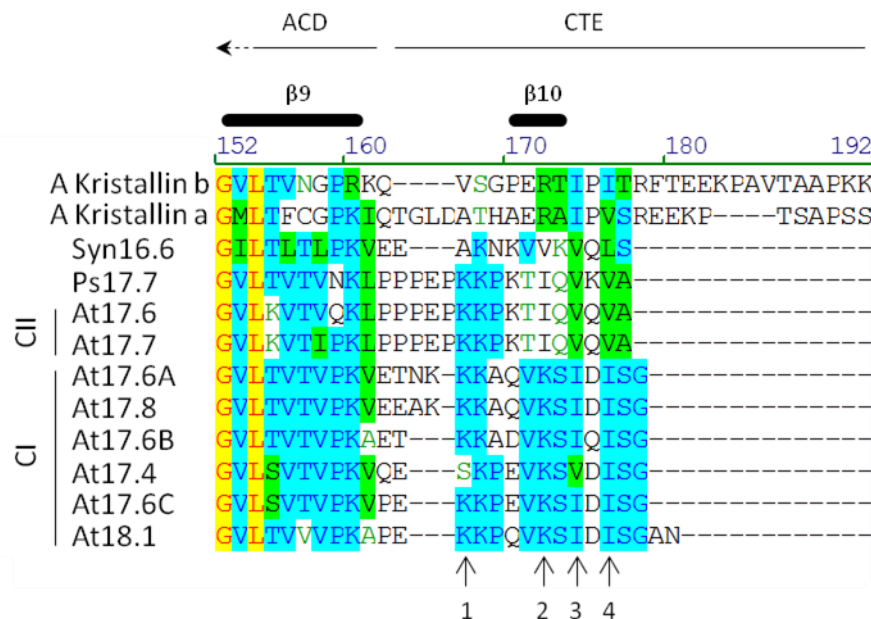 ACD CTE
β9 β10
152 160 170 180 192
A Kristallin b GVLTVNGPRKQ----VSGPERTIPITRFTEEKPAVTAAPKK
A Kristallin a GMLTFCGPKIQTGLDATHAERAIPVSREEKP----TSAPSS
Syn16.6 GILTLTLPKVEE---AKNKVVKVQLS---------------
Ps17.7 GVLTVTVNKLPPPEPKKPKTIQVKVA---------------
CII
At17.6 GVLKVTVQKLPPPEPKKPKTIQVQVA---------------
At17.7 GVLKVTIPKLPPPEPKKPKTIQVQVA---------------
CI
At17.6A GVLTVTVPKVETNK-KKAQVKSIDISG--------------
At17.8 GVLTVTVPKVEEAK-KKAQVKSIDISG--------------
At17.6B GVLTVTVPKAET---KKADVKSIQISG--------------
At17.4 GVLSVTVPKVQE---SKPEVKSVDISG--------------
At17.6C GVLSVTVPKVPE---KKPEVKSIDISG--------------
At18.1 GVLTVVVPKAPE---KKPQVKSIDISGAN------------
1 2 3 4